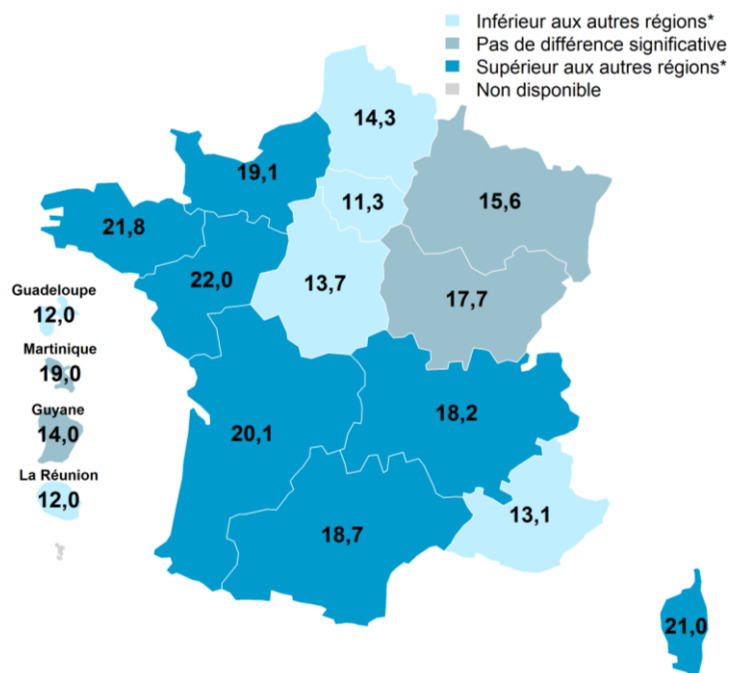 Inférieur aux autres régions*
Pas de différence significative
Supérieur aux autres régions*
Non disponible
14,3
19,1
11,3
15,6
21,8
22,0
13,7
17,7
Guadeloupe
12,0
Martinique
19,0
Guyane
14,0
La Réunion
12,0
20,1
18,2
18,7
13,1
21,0